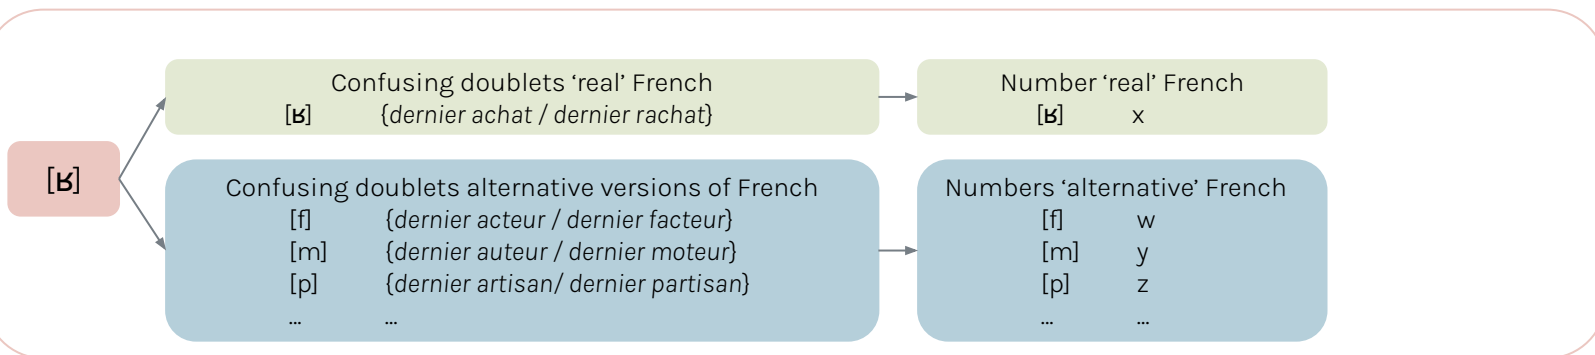 [ʁ]
Confusing doublets ‘real’ French
[ʁ] {dernier achat / dernier rachat}
Number ‘real’ French
[ʁ] x
Confusing doublets alternative versions of French
[f] {dernier acteur / dernier facteur}
[m] {dernier auteur / dernier moteur}
[p] {dernier artisan/ dernier partisan}
... ...
Numbers ‘alternative’ French
[f] w
[m] y
[p] z
... ...